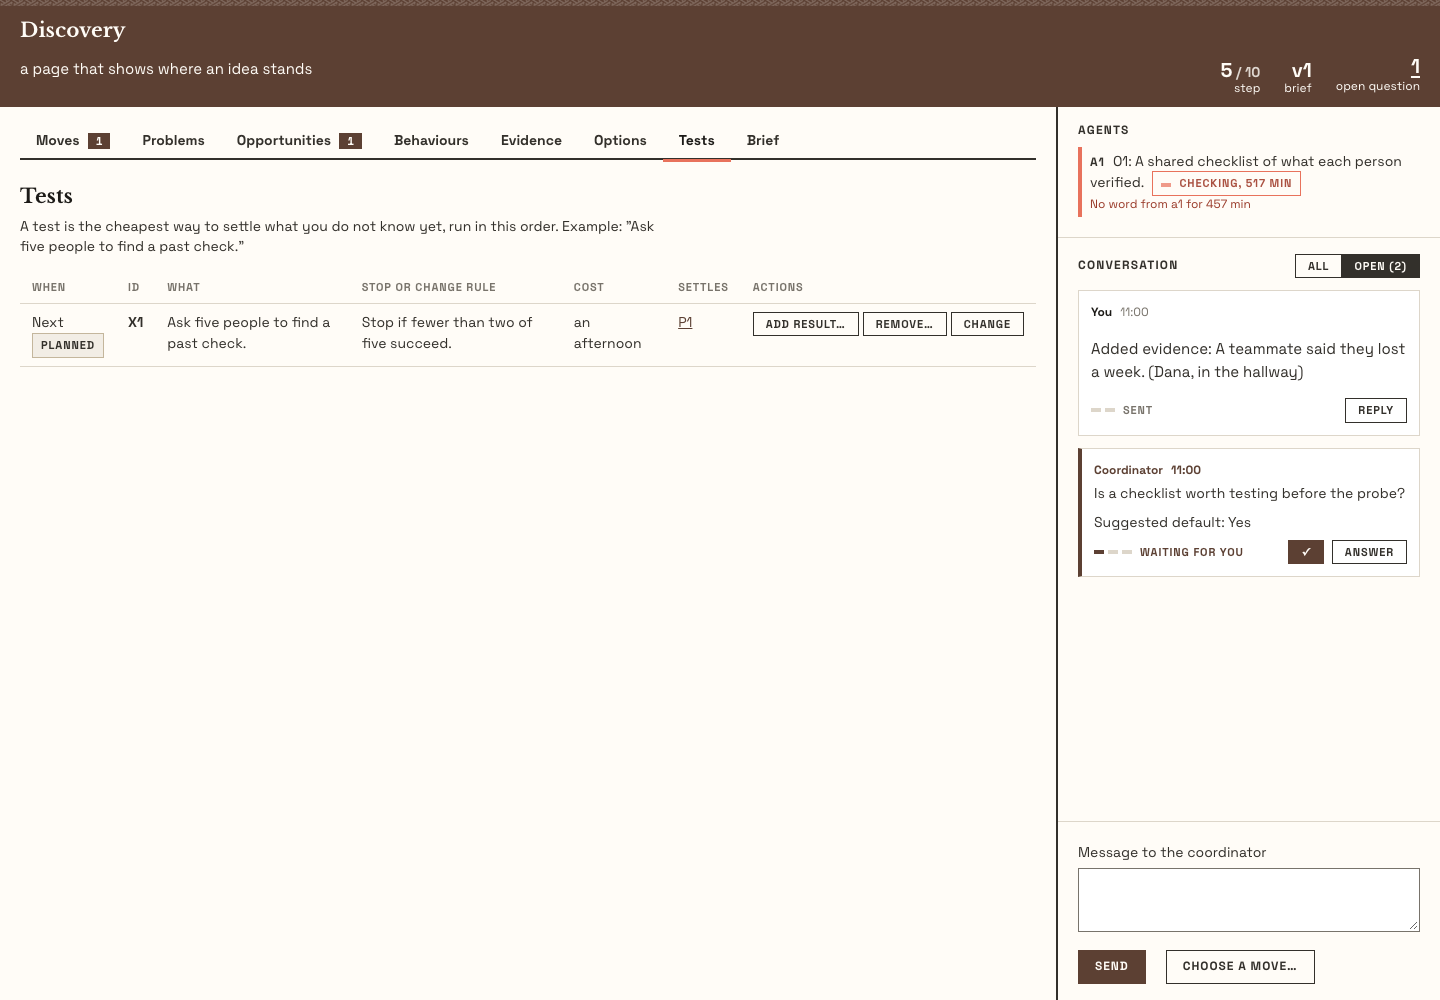 Discovery
a page that shows where an idea stands
5 / 10
step
v1
brief
1
open question
Moves 1 Problems Opportunities 1 Behaviours Evidence Options Tests Brief
Tests
A test is the cheapest way to settle what you do not know yet, run in this order. Example: "Ask
five people to find a past check."
WHEN ID WHAT STOP OR CHANGE RULE COST SETTLES ACTIONS
Next X1 Ask five people to find a Stop if fewer than two of an P1 ADD RESULT... REMOVE... CHANGE
PLANNED past check. five succeed. afternoon
AGENTS
A1 O1: A shared checklist of what each person
verified. CHECKING, 517 MIN
No word from a1 for 457 min
CONVERSATION ALL OPEN (2)
You 11:00
Added evidence: A teammate said they lost
a week. (Dana, in the hallway)
SENT REPLY
Coordinator 11:00
Is a checklist worth testing before the probe?
Suggested default: Yes
WAITING FOR YOU ✓ ANSWER
Message to the coordinator
SEND CHOOSE A MOVE...